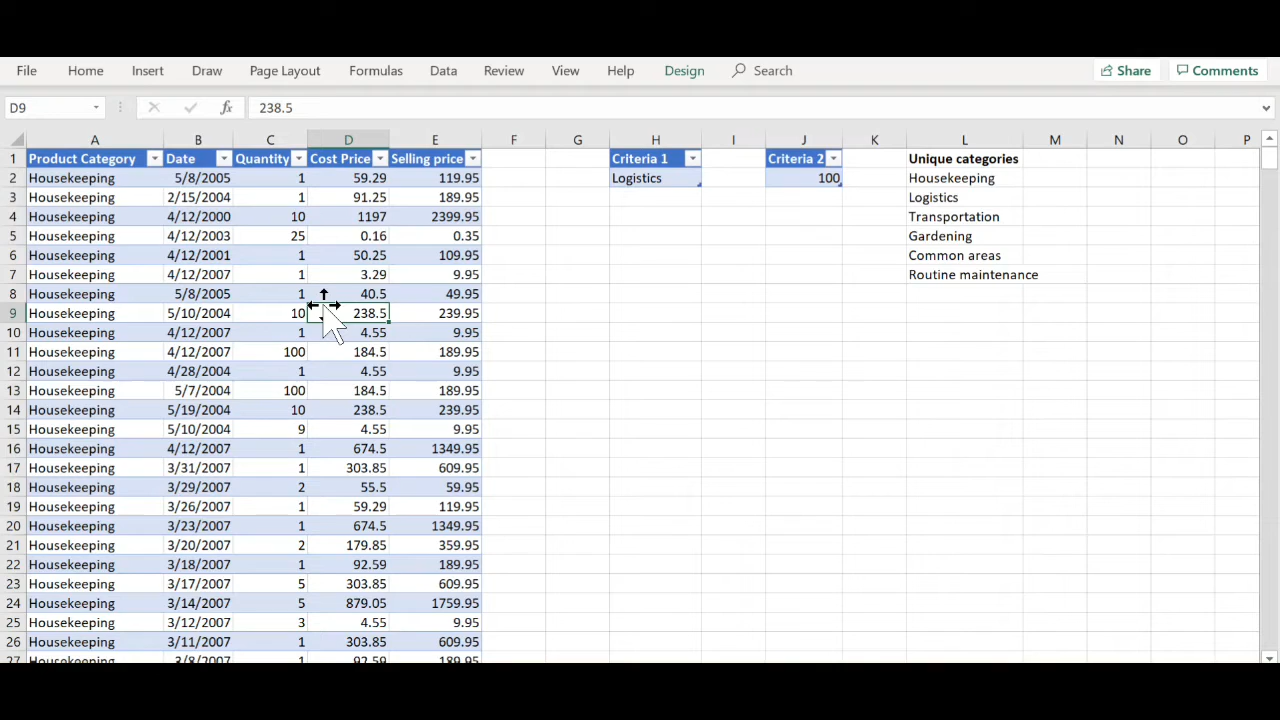 File Home Insert Draw Page Layout Formulas Data Review View Help Design Search Share Comments
D9 fx 238.5
A B C D E F G H I J K L M N O P
1 Product Category Date Quantity Cost Price Selling price Criteria 1 Criteria 2 Unique categories
2 Housekeeping 5/8/2005 1 59.29 119.95 Logistics 100 Housekeeping
3 Housekeeping 2/15/2004 1 91.25 189.95 Logistics
4 Housekeeping 4/12/2000 10 1197 2399.95 Transportation
5 Housekeeping 4/12/2003 25 0.16 0.35 Gardening
6 Housekeeping 4/12/2001 1 50.25 109.95 Common areas
7 Housekeeping 4/12/2007 1 3.29 9.95 Routine maintenance
8 Housekeeping 5/8/2005 1 40.5 49.95
9 Housekeeping 5/10/2004 10 238.5 239.95
10 Housekeeping 4/12/2007 1 4.55 9.95
11 Housekeeping 4/12/2007 100 184.5 189.95
12 Housekeeping 4/28/2004 1 4.55 9.95
13 Housekeeping 5/7/2004 100 184.5 189.95
14 Housekeeping 5/19/2004 10 238.5 239.95
15 Housekeeping 5/10/2004 9 4.55 9.95
16 Housekeeping 4/12/2007 1 674.5 1349.95
17 Housekeeping 3/31/2007 1 303.85 609.95
18 Housekeeping 3/29/2007 2 55.5 59.95
19 Housekeeping 3/26/2007 1 59.29 119.95
20 Housekeeping 3/23/2007 1 674.5 1349.95
21 Housekeeping 3/20/2007 2 179.85 359.95
22 Housekeeping 3/18/2007 1 92.59 189.95
23 Housekeeping 3/17/2007 5 303.85 609.95
24 Housekeeping 3/14/2007 5 879.05 1759.95
25 Housekeeping 3/12/2007 3 4.55 9.95
26 Housekeeping 3/11/2007 1 303.85 609.95
27 Housekeeping 3/8/2007 1 92.59 189.95